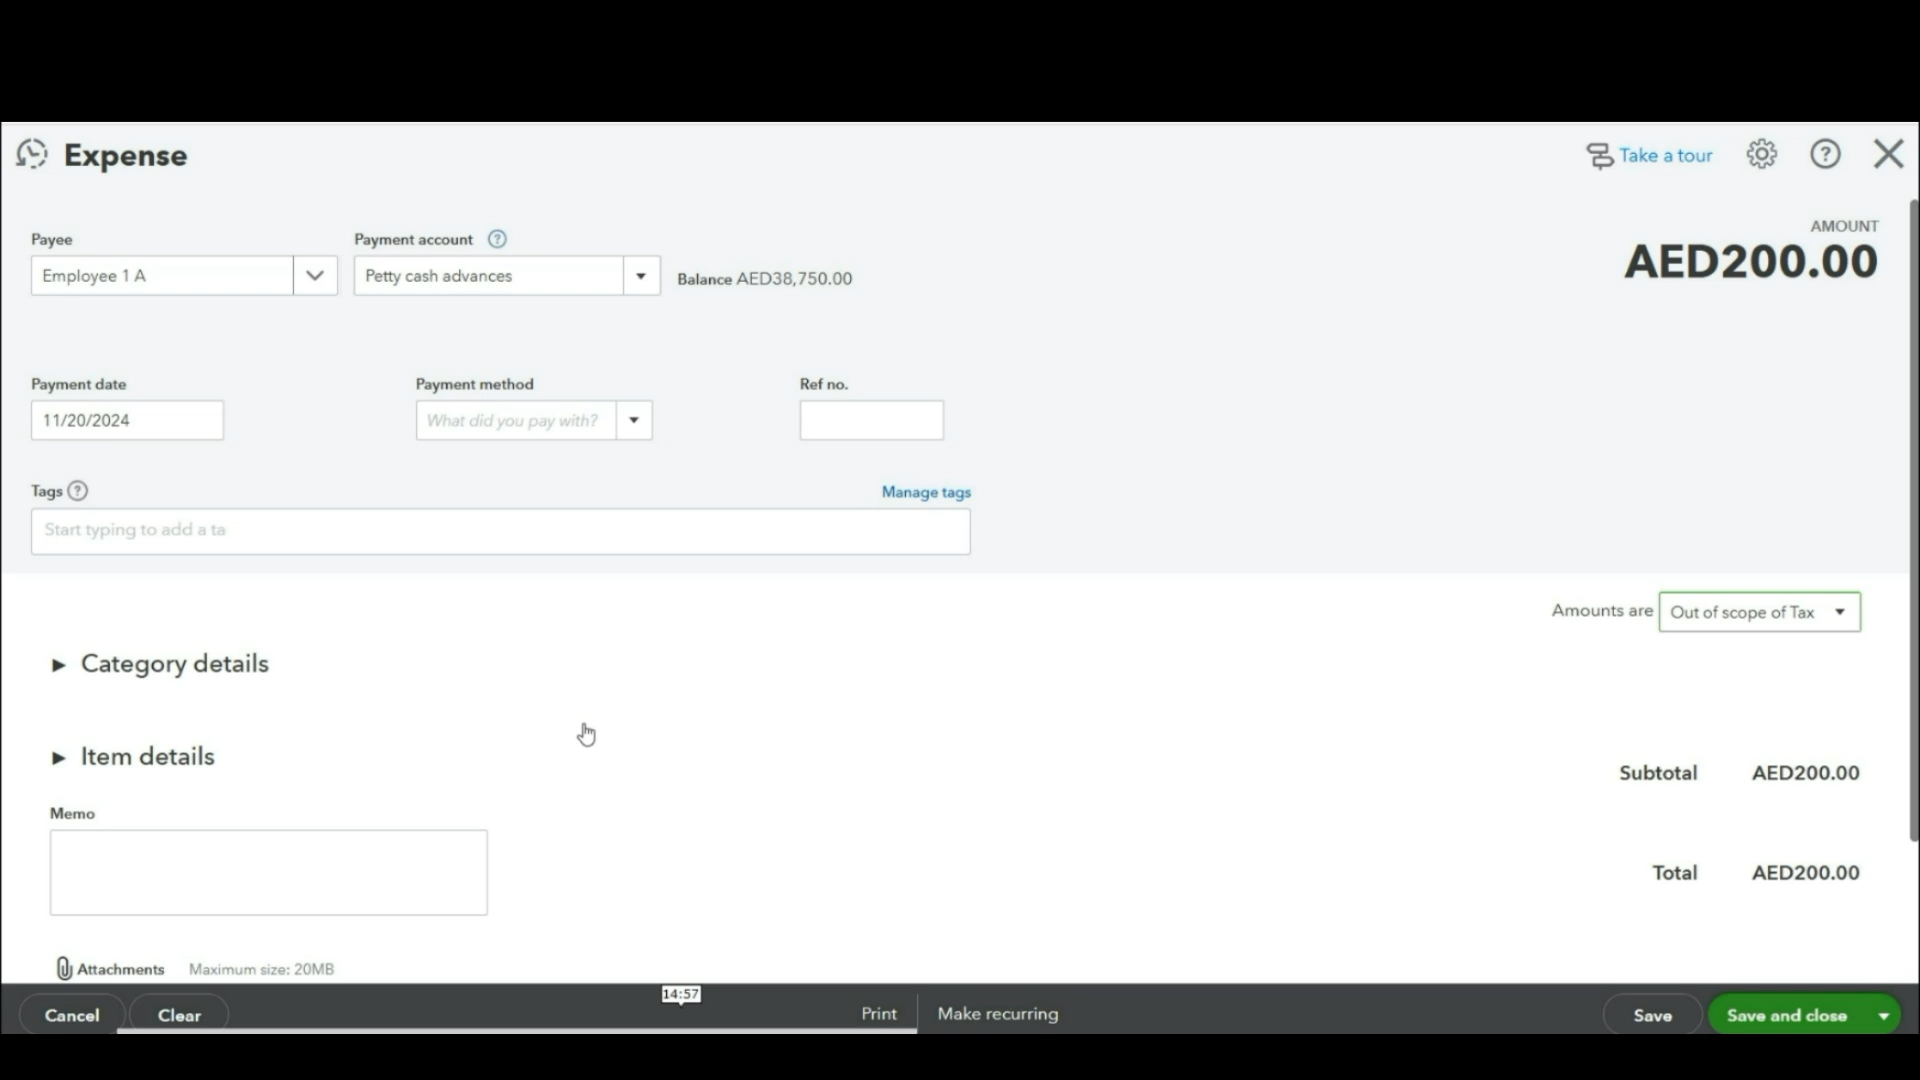 Expense
Take a tour
AMOUNT
AED200.00
Payee
Payment account
Employee 1 A
Petty cash advances
Balance AED38,750.00
Payment date
Payment method
Ref no.
11/20/2024
What did you pay with?
Tags
Manage tags
Start typing to add a ta
Amounts are
Out of scope of Tax
Category details
Item details
Subtotal AED200.00
Memo
Total AED200.00
Attachments Maximum size: 20MB
14:57
Cancel
Clear
Print
Make recurring
Save
Save and close